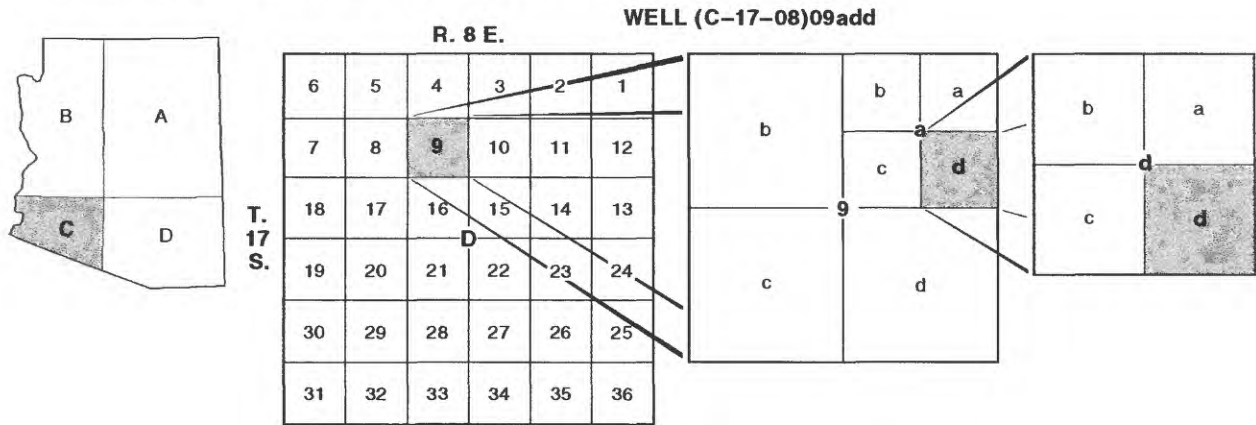 WELL (C–17–08)09add
R. 8 E.
T.
17
S.
B A
C D
6 5 4 3 2 1
7 8 9 10 11 12
18 17 16 15 14 13
D
19 20 21 22 23 24
30 29 28 27 26 25
31 32 33 34 35 36
b a
b
a
c d
9
c d
b a
d
c d